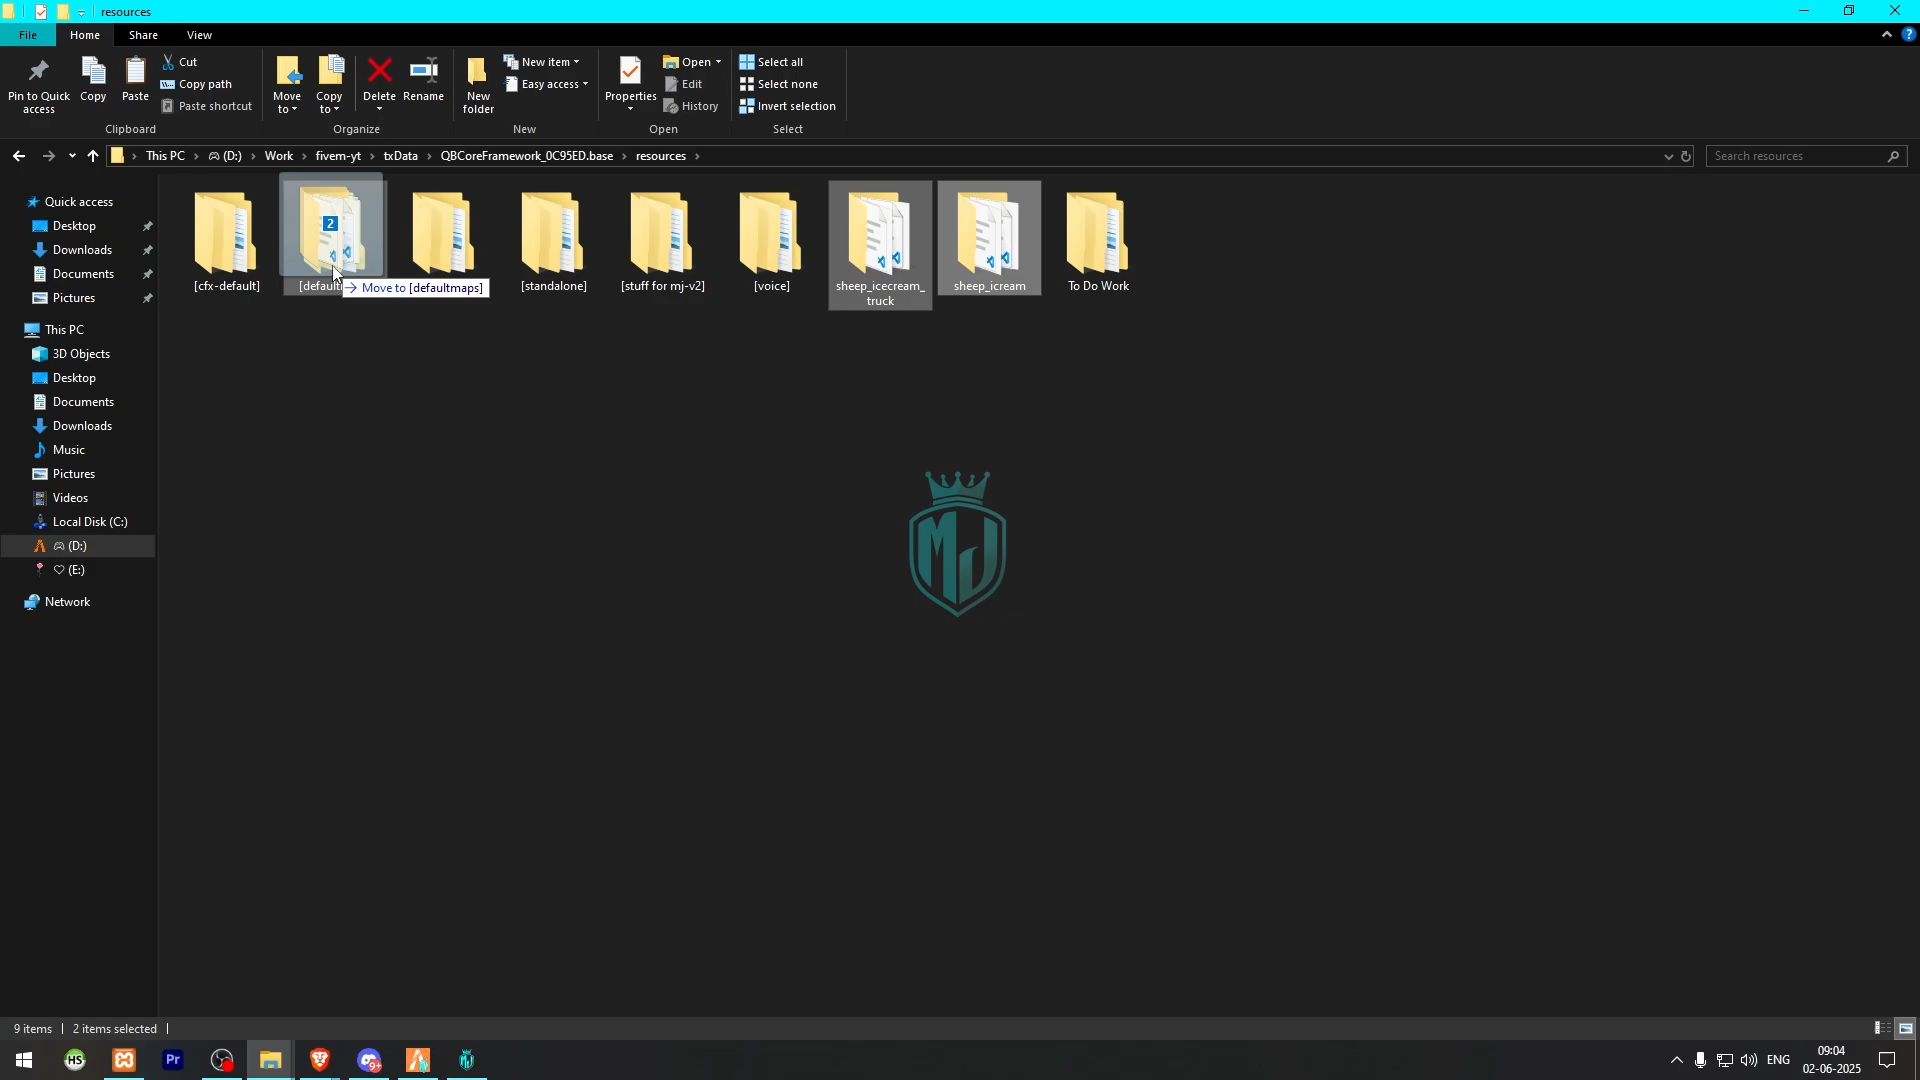 resources
File
Home
Share
View
Pin to Quick
access
Copy
Paste
Cut
Copy path
Paste shortcut
Move
to
Copy
to
Delete
Rename
New
folder
New item
Easy access
Properties
Open
Edit
History
Select all
Select none
Invert selection
Clipboard
Organize
New
Open
Select
This PC
(D:)
Work
fivem-yt
txData
QBCoreFramework_0C95ED.base
resources
Search resources
Quick access
Desktop
Downloads
Documents
Pictures
This PC
3D Objects
Desktop
Documents
Downloads
Music
Pictures
Videos
Local Disk (C:)
(D:)
(E:)
Network
[cfx-default]
2
Move to [defaultmaps]
[standalone]
[stuff for mj-v2]
[voice]
sheep_icecream_
truck
sheep_icream
To Do Work
MJ
9 items
2 items selected
HS
Pr
9+
ENG
09:04
02-06-2025